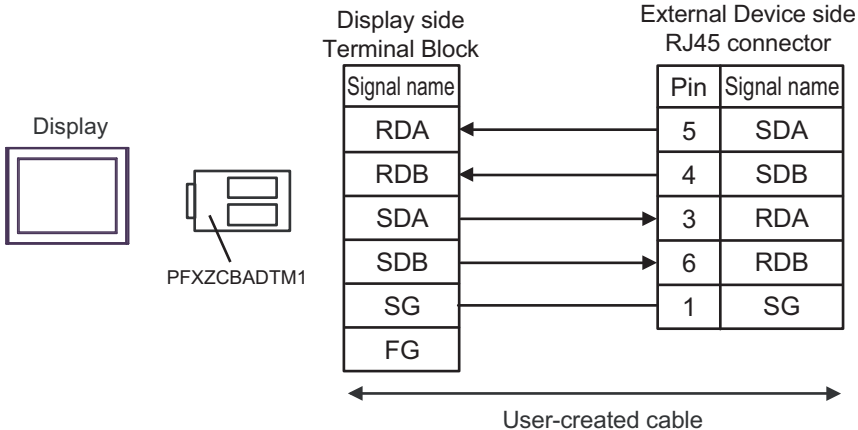 Display side
Terminal Block
External Device side
RJ45 connector
Signal name
Pin Signal name
Display
RDA 5 SDA
RDB 4 SDB
SDA 3 RDA
SDB 6 RDB
PFXZCBADTM1
SG 1 SG
FG
User-created cable